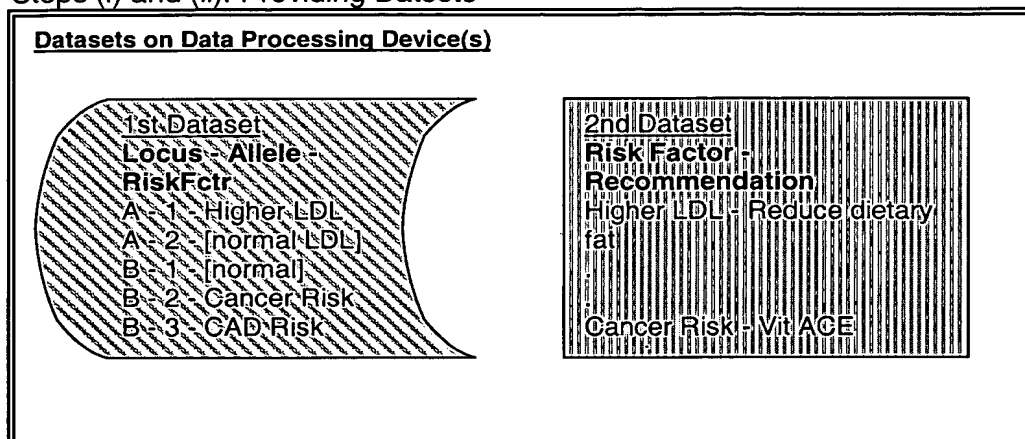 Steps (i) and (ii): Providing Datasets
Datasets on Data Processing Device(s)
1st Dataset
Locus - Allele -
RiskFctr
A - 1 - Higher LDL
A - 2 - [normal LDL]
B - 1 - [normal]
B - 2 - Cancer Risk
B - 3 - CAD Risk
2nd Dataset
Risk Factor -
Recommendation
Higher LDL - Reduce dietary
fat
.
.
Cancer Risk - Vit ACE